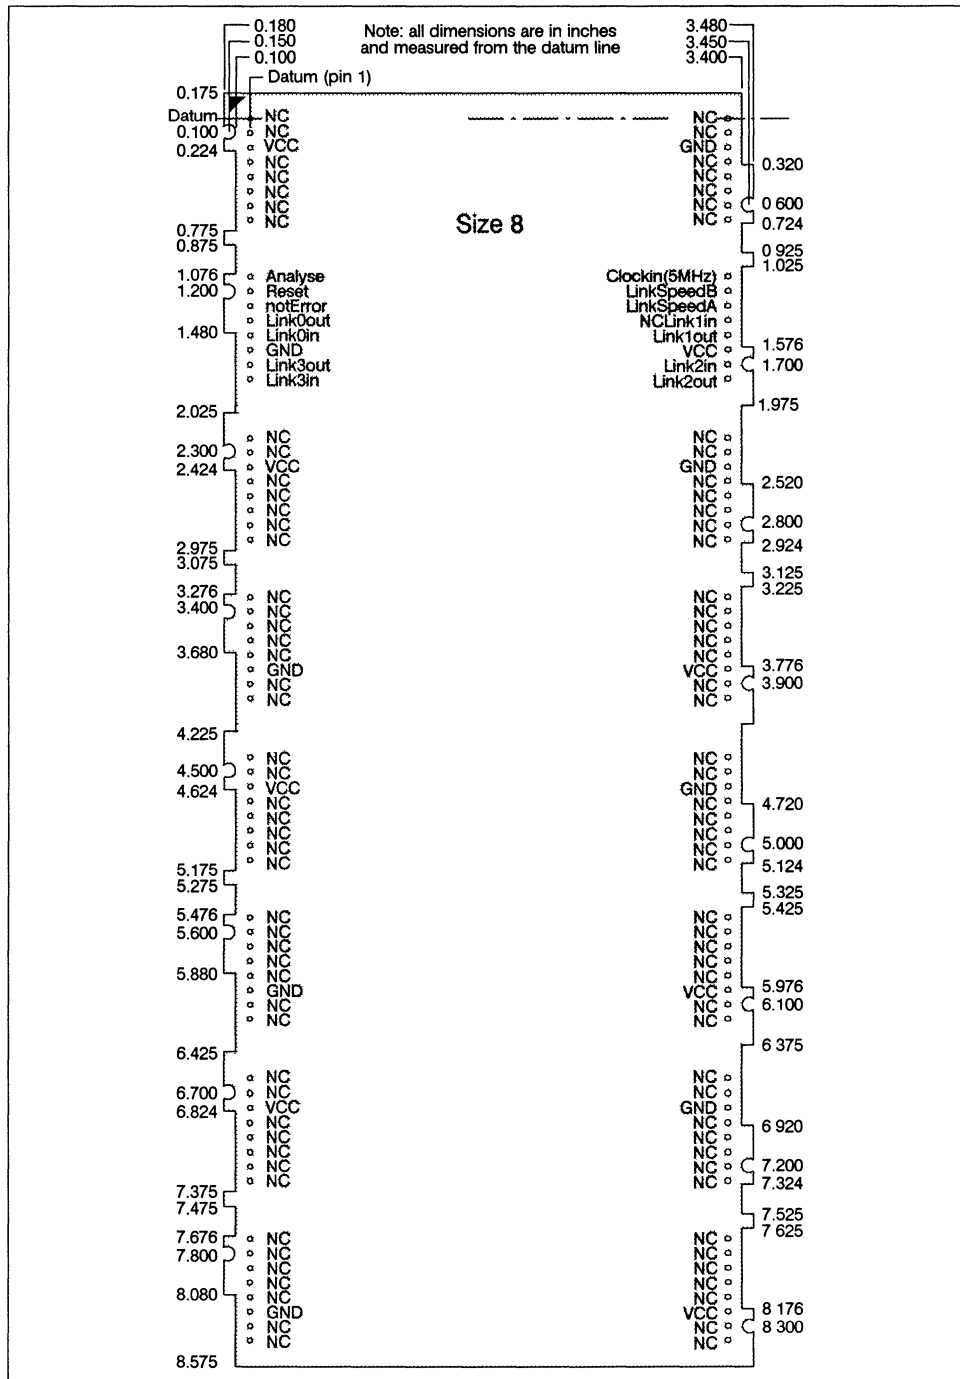 0.180
0.150
0.100
Note: all dimensions are in inches
and measured from the datum line
3.480
3.450
3.400
Datum (pin 1)
0.175
Datum
0.100
0.224
0.775
0.875
1.076
1.200
1.480
2.025
2.300
2.424
2.975
3.075
3.276
3.400
3.680
4.225
4.500
4.624
5.175
5.275
5.476
5.600
5.880
6.425
6.700
6.824
7.375
7.475
7.676
7.800
8.080
8.575
NC
NC
VCC
NC
NC
NC
NC
NC
Analyse
Reset
notError
Link0out
Link0in
GND
Link3out
Link3in
NC
NC
VCC
NC
NC
NC
NC
NC
NC
NC
NC
NC
NC
GND
NC
NC
NC
NC
VCC
NC
NC
NC
NC
NC
NC
NC
NC
NC
NC
GND
NC
NC
NC
NC
VCC
NC
NC
NC
NC
NC
NC
NC
NC
NC
NC
GND
NC
NC
Size 8
NC
NC
GND
NC
NC
NC
NC
NC
Clockin(5MHz)
LinkSpeedB
LinkSpeedA
NCLink1in
Link1out
VCC
Link2in
Link2out
NC
NC
GND
NC
NC
NC
NC
NC
NC
NC
NC
NC
NC
VCC
NC
NC
NC
NC
GND
NC
NC
NC
NC
NC
NC
NC
NC
NC
NC
VCC
NC
NC
NC
NC
GND
NC
NC
NC
NC
NC
NC
NC
NC
NC
NC
VCC
NC
NC
0.320
0 600
0.724
0 925
1.025
1.576
1.700
1.975
2.520
2.800
2.924
3.125
3.225
3.776
3.900
4.720
5.000
5.124
5.325
5.425
5.976
6.100
6 375
6 920
7.200
7.324
7.525
7 625
8 176
8 300